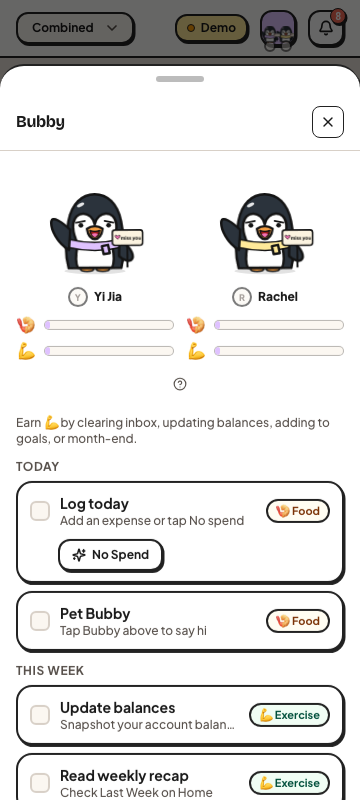 Combined
Demo
8
Bubby
miss you
miss you
Y Yi Jia
R Rachel
Earn 💪 by clearing inbox, updating balances, adding to
goals, or month-end.
TODAY
Log today
Add an expense or tap No spend
🍤 Food
No Spend
Pet Bubby
Tap Bubby above to say hi
🍤 Food
THIS WEEK
Update balances
Snapshot your account balan...
💪 Exercise
Read weekly recap
Check Last Week on Home
💪 Exercise